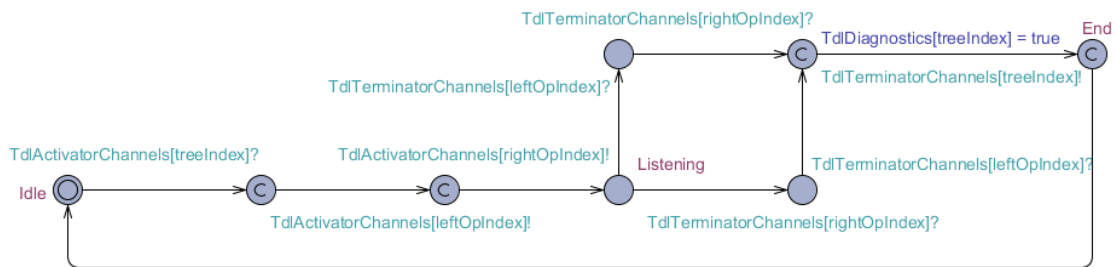 TdlTerminatorChannels[rightOpIndex]?
End
TdlDiagnostics[treeIndex] = true
C
C
TdlTerminatorChannels[treeIndex]!
TdlTerminatorChannels[leftOpIndex]?
TdlActivatorChannels[treeIndex]?
TdlActivatorChannels[rightOpIndex]!
Listening
TdlTerminatorChannels[leftOpIndex]?
Idle
C
C
TdlActivatorChannels[leftOpIndex]!
TdlTerminatorChannels[rightOpIndex]?